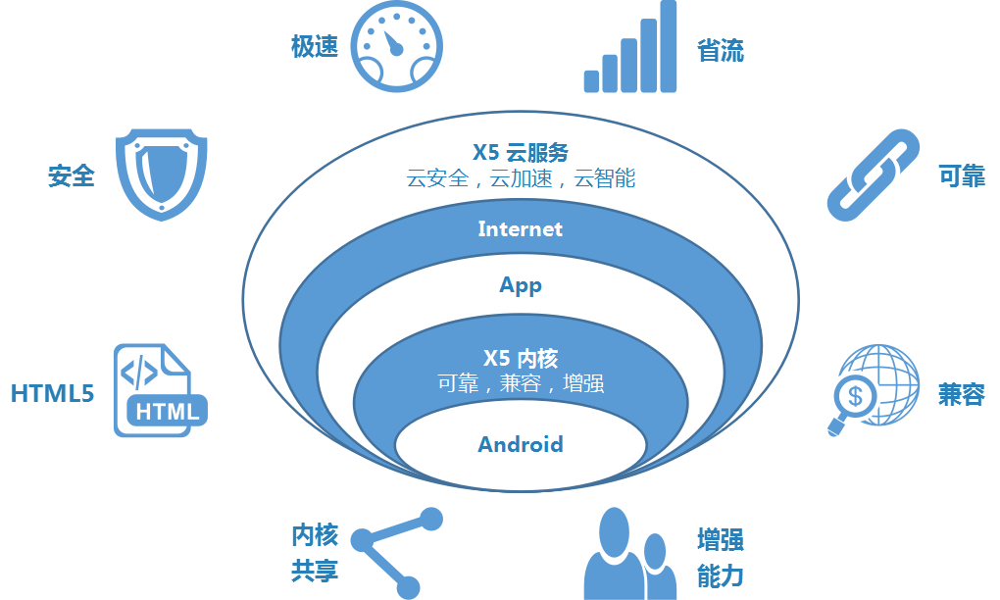 极速
省流
安全
X5 云服务
云安全，云加速，云智能
可靠
Internet
App
X5 内核
可靠，兼容，增强
HTML5
</>
HTML
$
兼容
Android
内核
共享
增强
能力